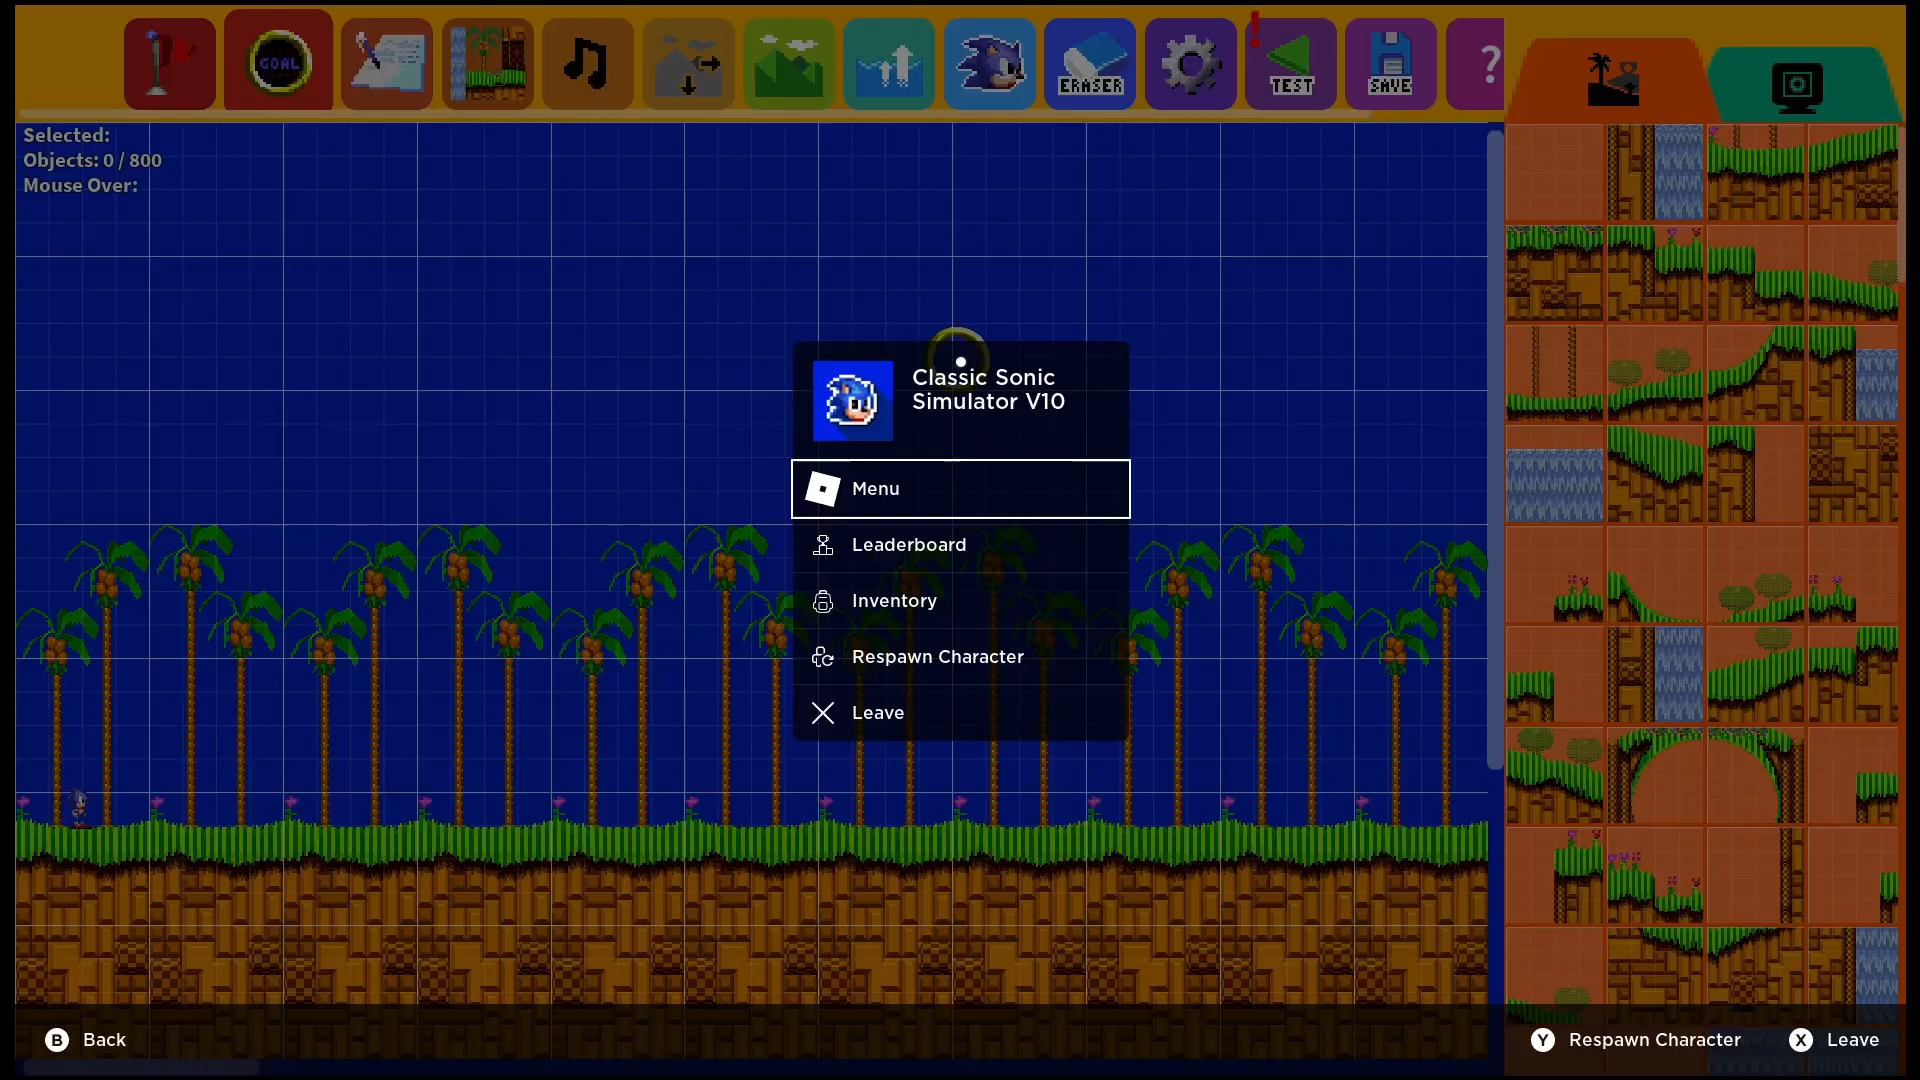 GOAL
ERASER
TEST
SAVE
?
!
Selected:
Objects: 0 / 800
Mouse Over:
Classic Sonic
Simulator V10
Menu
Leaderboard
Inventory
Respawn Character
Leave
B Back
Y Respawn Character
X Leave